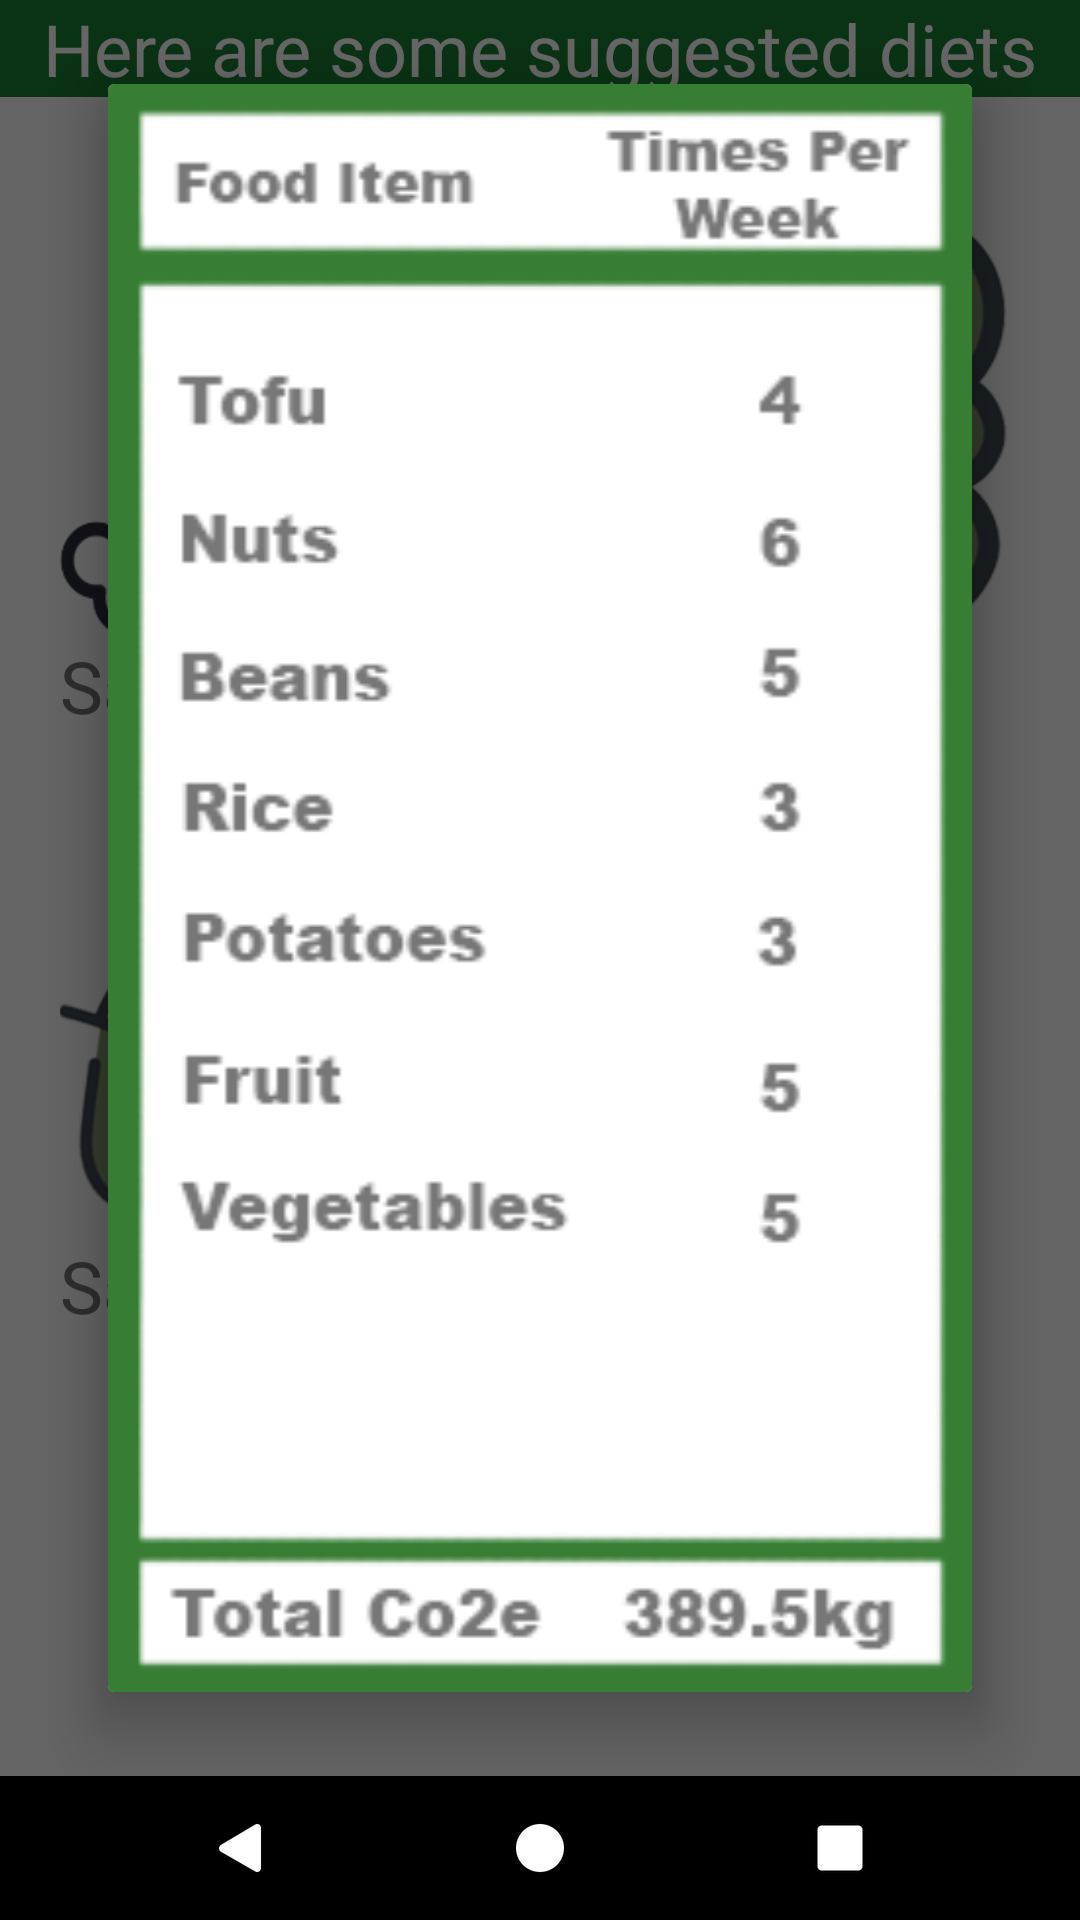 Here are some suggested diets
Food Item Times Per Week
Tofu 4
Nuts 6
Beans 5
Rice 3
Potatoes 3
Fruit 5
Vegetables 5
Total Co2e 389.5kg